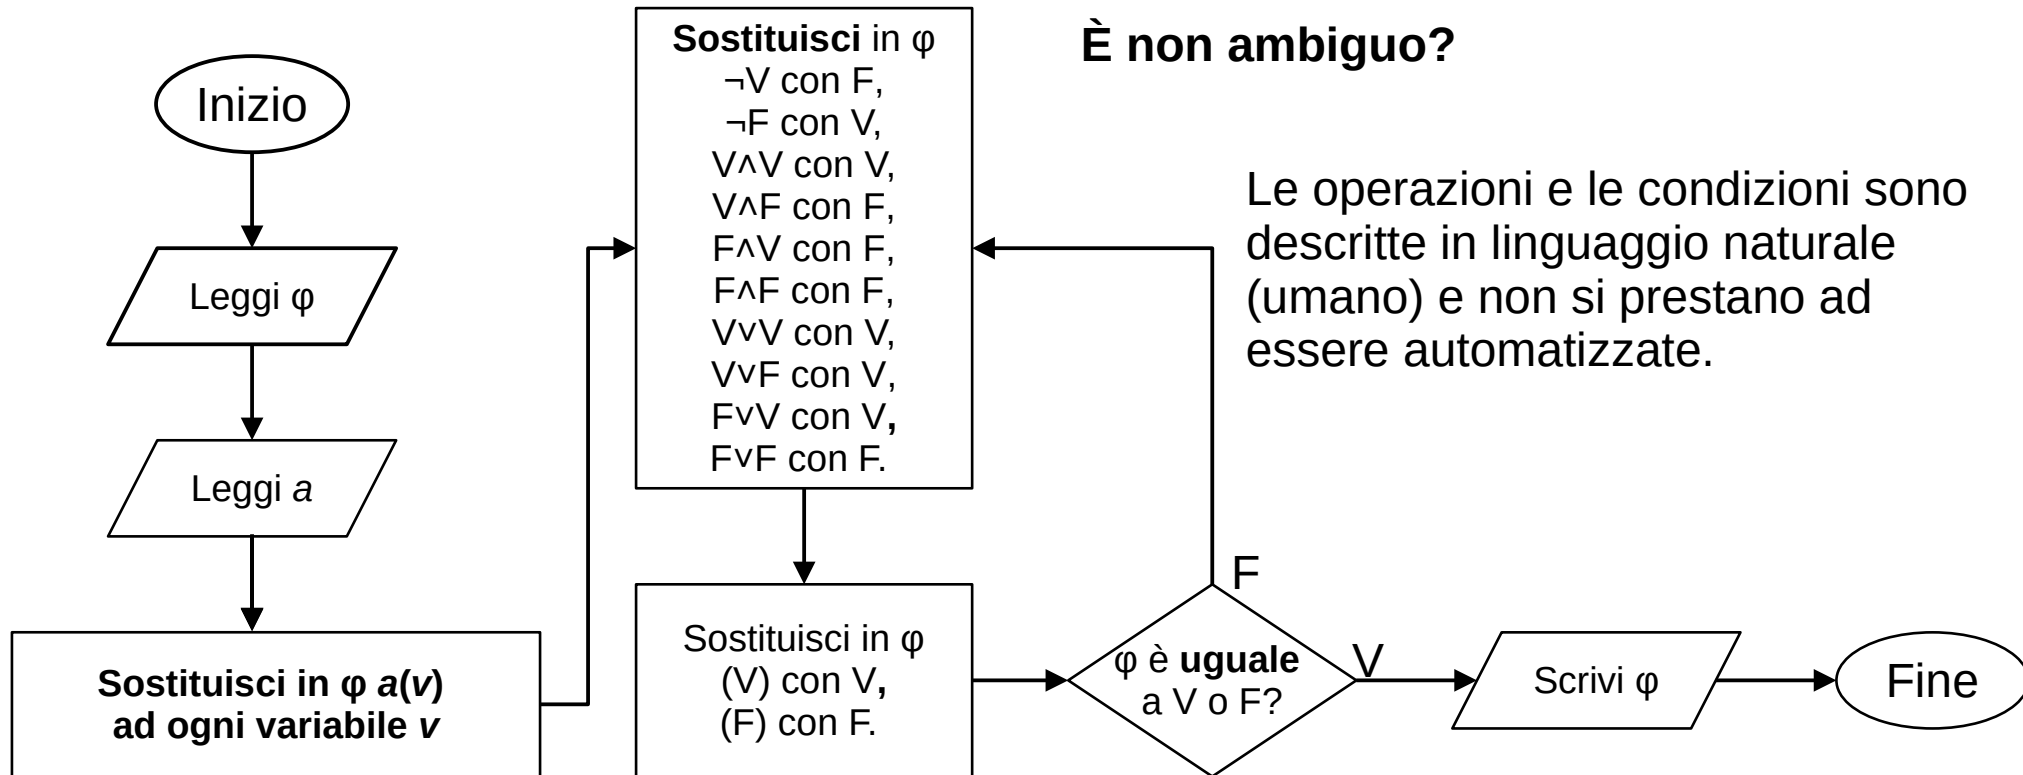 Inizio
Leggi φ
Leggi a
Sostituisci in φ a(v)
ad ogni variabile v
Sostituisci in φ
¬V con F,
¬F con V,
V∧V con V,
V∧F con F,
F∧V con F,
F∧F con F,
V∨V con V,
V∨F con V,
F∨V con V,
F∨F con F.
Sostituisci in φ
(V) con V,
(F) con F.
φ è uguale
a V o F?
F
V
Scrivi φ
Fine
È non ambiguo?
Le operazioni e le condizioni sono
descritte in linguaggio naturale
(umano) e non si prestano ad
essere automatizzate.